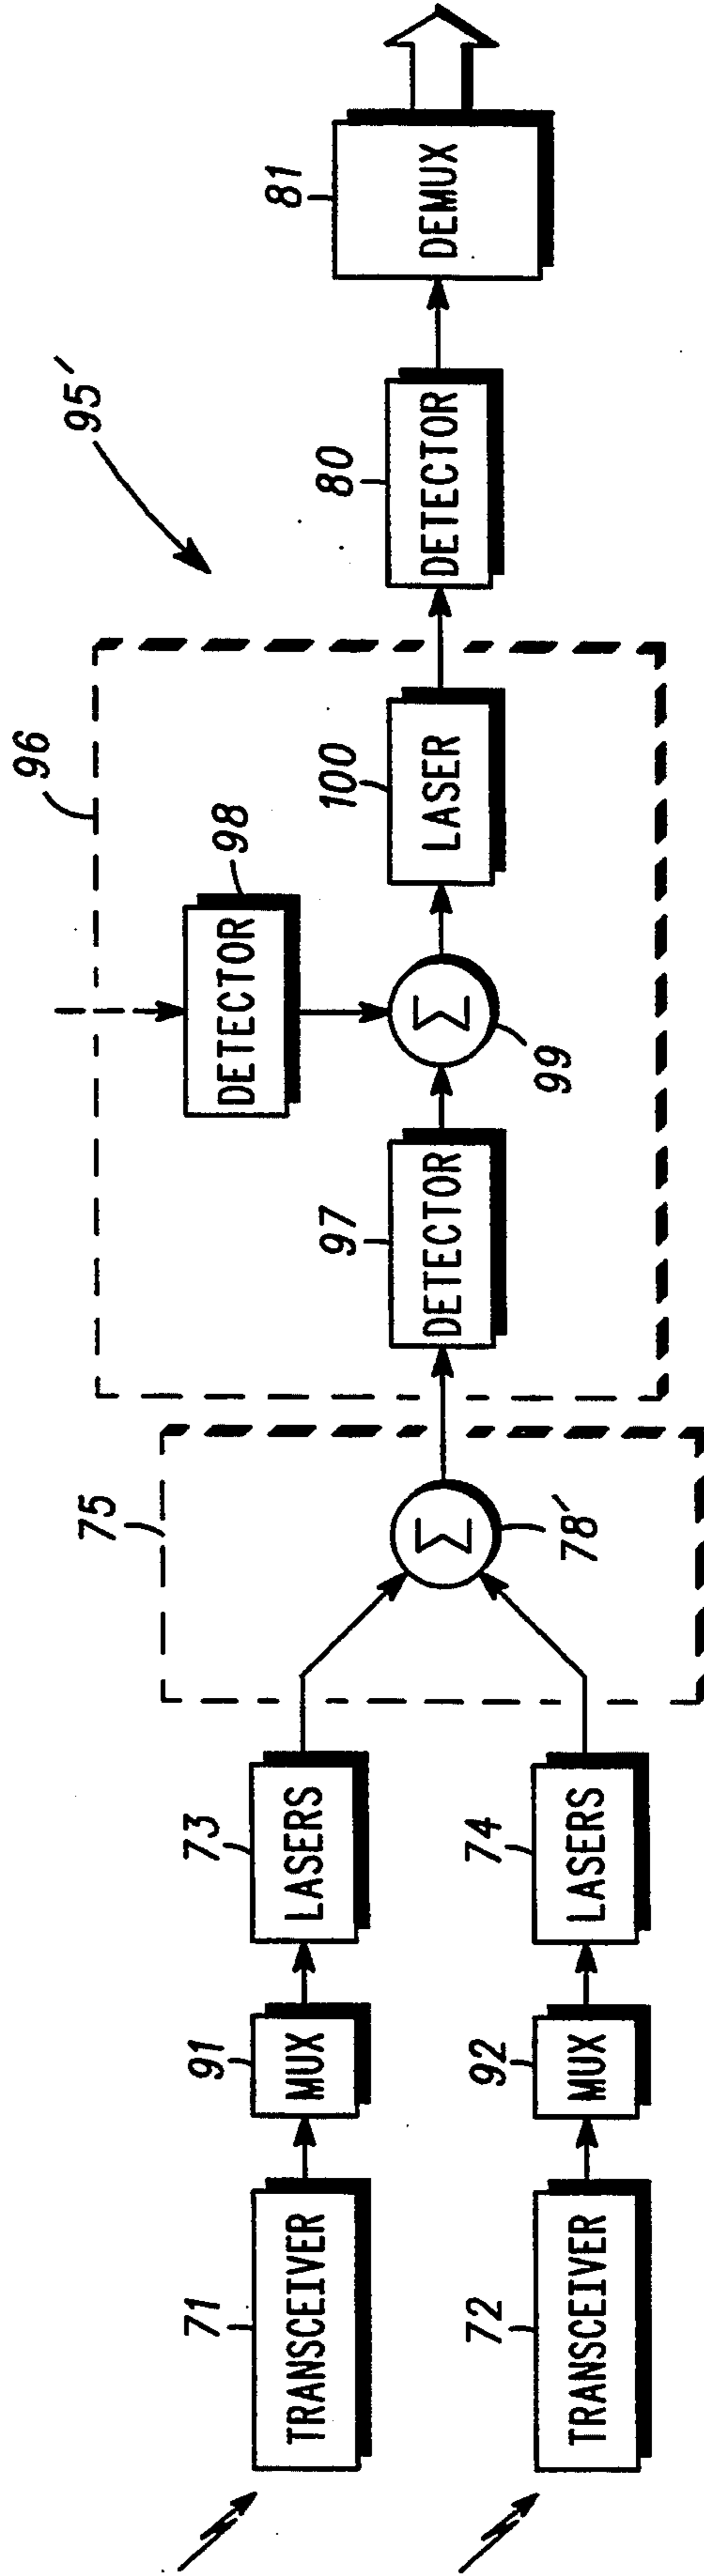 95′
96
75
98
DETECTOR
71
TRANSCEIVER
91
MUX
73
LASERS
97
DETECTOR
Σ
99
100
LASER
80
DETECTOR
81
DEMUX
Σ
78′
72
TRANSCEIVER
92
MUX
74
LASERS